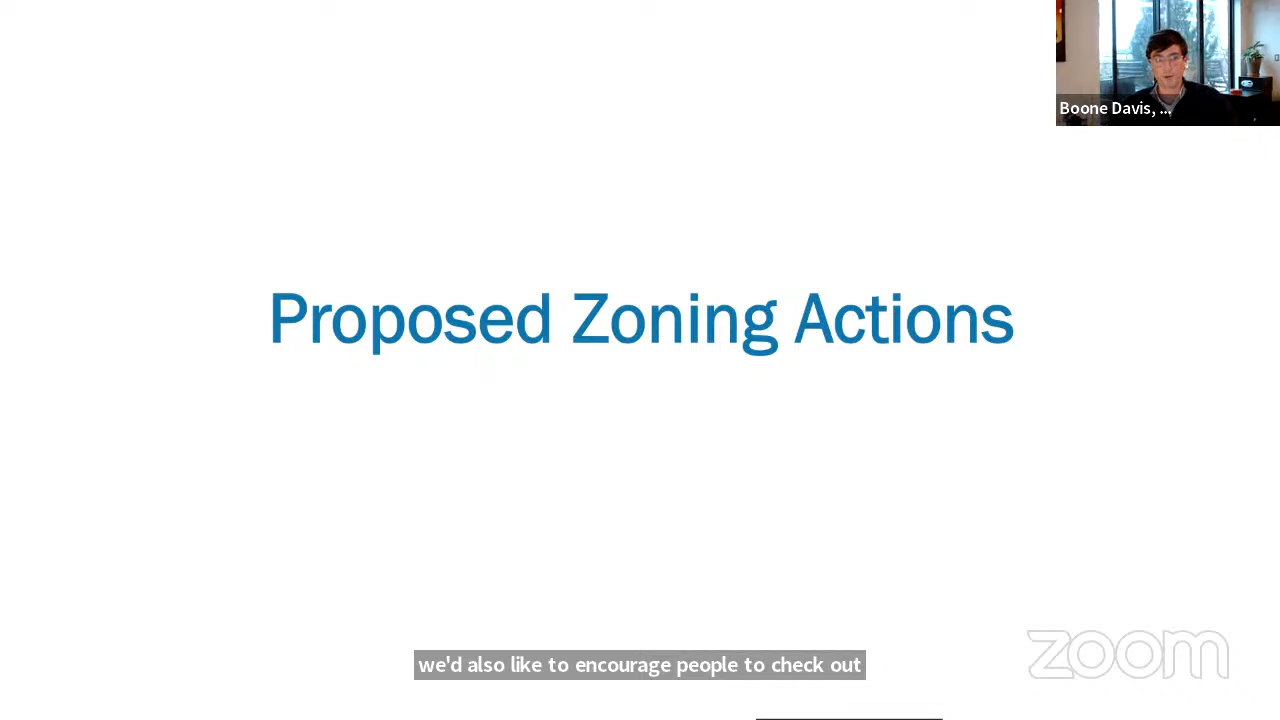 Boone Davis, ...
Proposed Zoning Actions
we'd also like to encourage people to check out
zoom